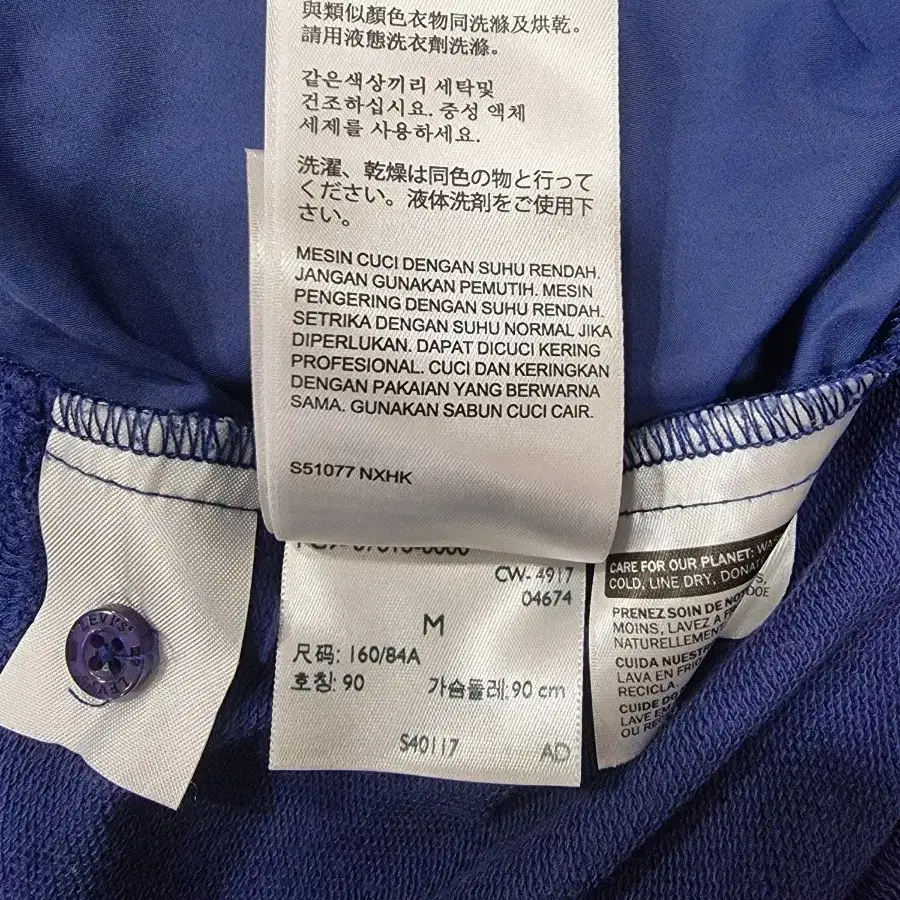 與類似顏色衣物同洗滌及烘乾。
請用液態洗衣劑洗滌。
같은색상끼리 세탁및
건조하십시요. 중성 액체
세제를 사용하세요.
洗濯、乾燥は同色の物と行って
ください。液体洗剤をご使用下
さい。
MESIN CUCI DENGAN SUHU RENDAH.
JANGAN GUNAKAN PEMUTIH. MESIN
PENGERING DENGAN SUHU RENDAH.
SETRIKA DENGAN SUHU NORMAL JIKA
DIPERLUKAN. DAPAT DICUCI KERING
PROFESIONAL. CUCI DAN KERINGKAN
DENGAN PAKAIAN YANG BERWARNA
SAMA. GUNAKAN SABUN CUCI CAIR.
S51077 NXHK
CW-4917
04674
M
尺码: 160/84A
호칭: 90 가슴둘레: 90 cm
S40117 AD
CARE FOR OUR PLANET:
COLD, LINE DRY,
PRENEZ SOIN DE
MOINS, LAVEZ À
NATURELLEMENT
CUIDA
LAVA EN
RECICLA.
CUIDE
LAVE
OU
LEVI'S®